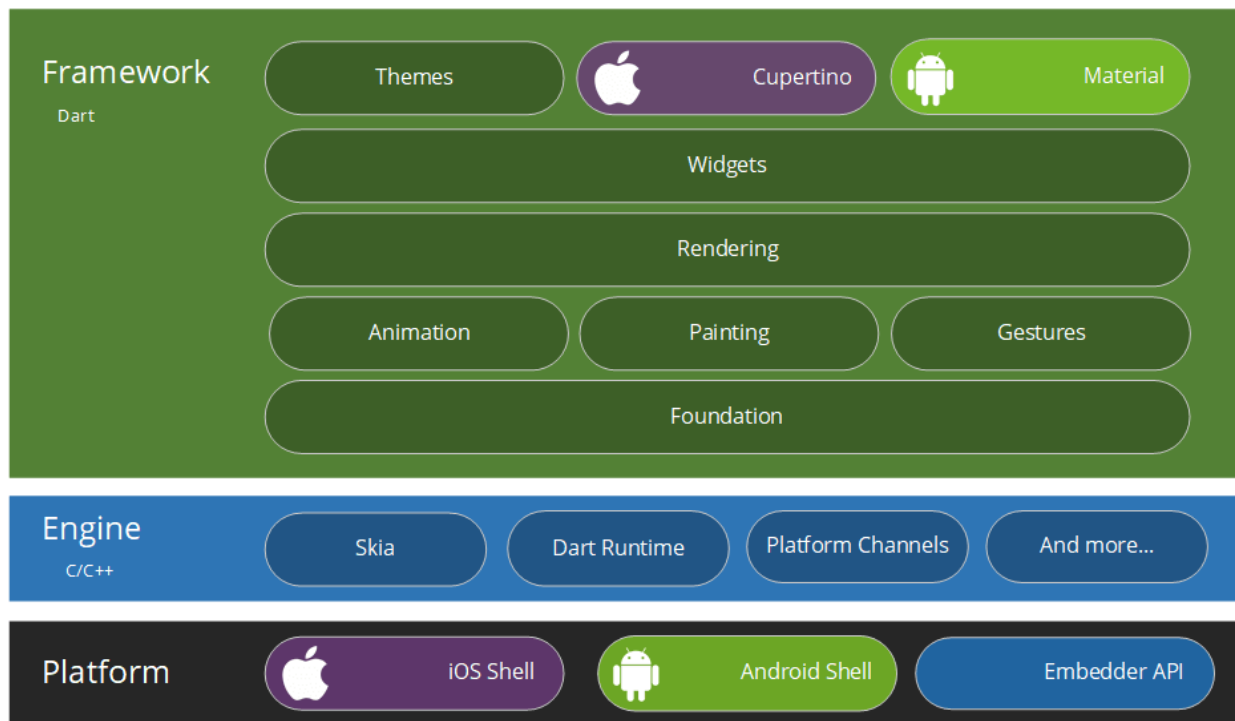 Framework
Dart
Themes
Cupertino
Material
Widgets
Rendering
Animation
Painting
Gestures
Foundation
Engine
C/C++
Skia
Dart Runtime
Platform Channels
And more...
Platform
iOS Shell
Android Shell
Embedder API